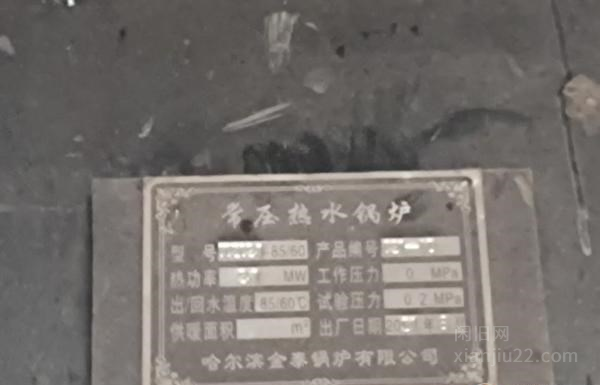 常压热水锅炉
型号 85/60 产品编号
热功率 MW 工作压力 0 MPa
出/回水温度 85/60℃ 试验压力 0.2 MPa
供暖面积 m² 出厂日期 年
哈尔滨金泰锅炉有限公司
闲旧网
xianjiu22.com